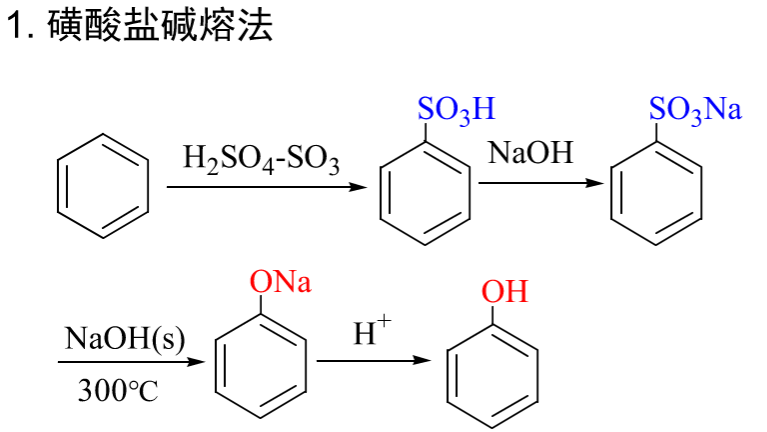 1. 磺酸盐碱熔法
SO₃H
SO₃Na
H₂SO₄-SO₃
NaOH
ONa
OH
NaOH(s)
H⁺
300℃